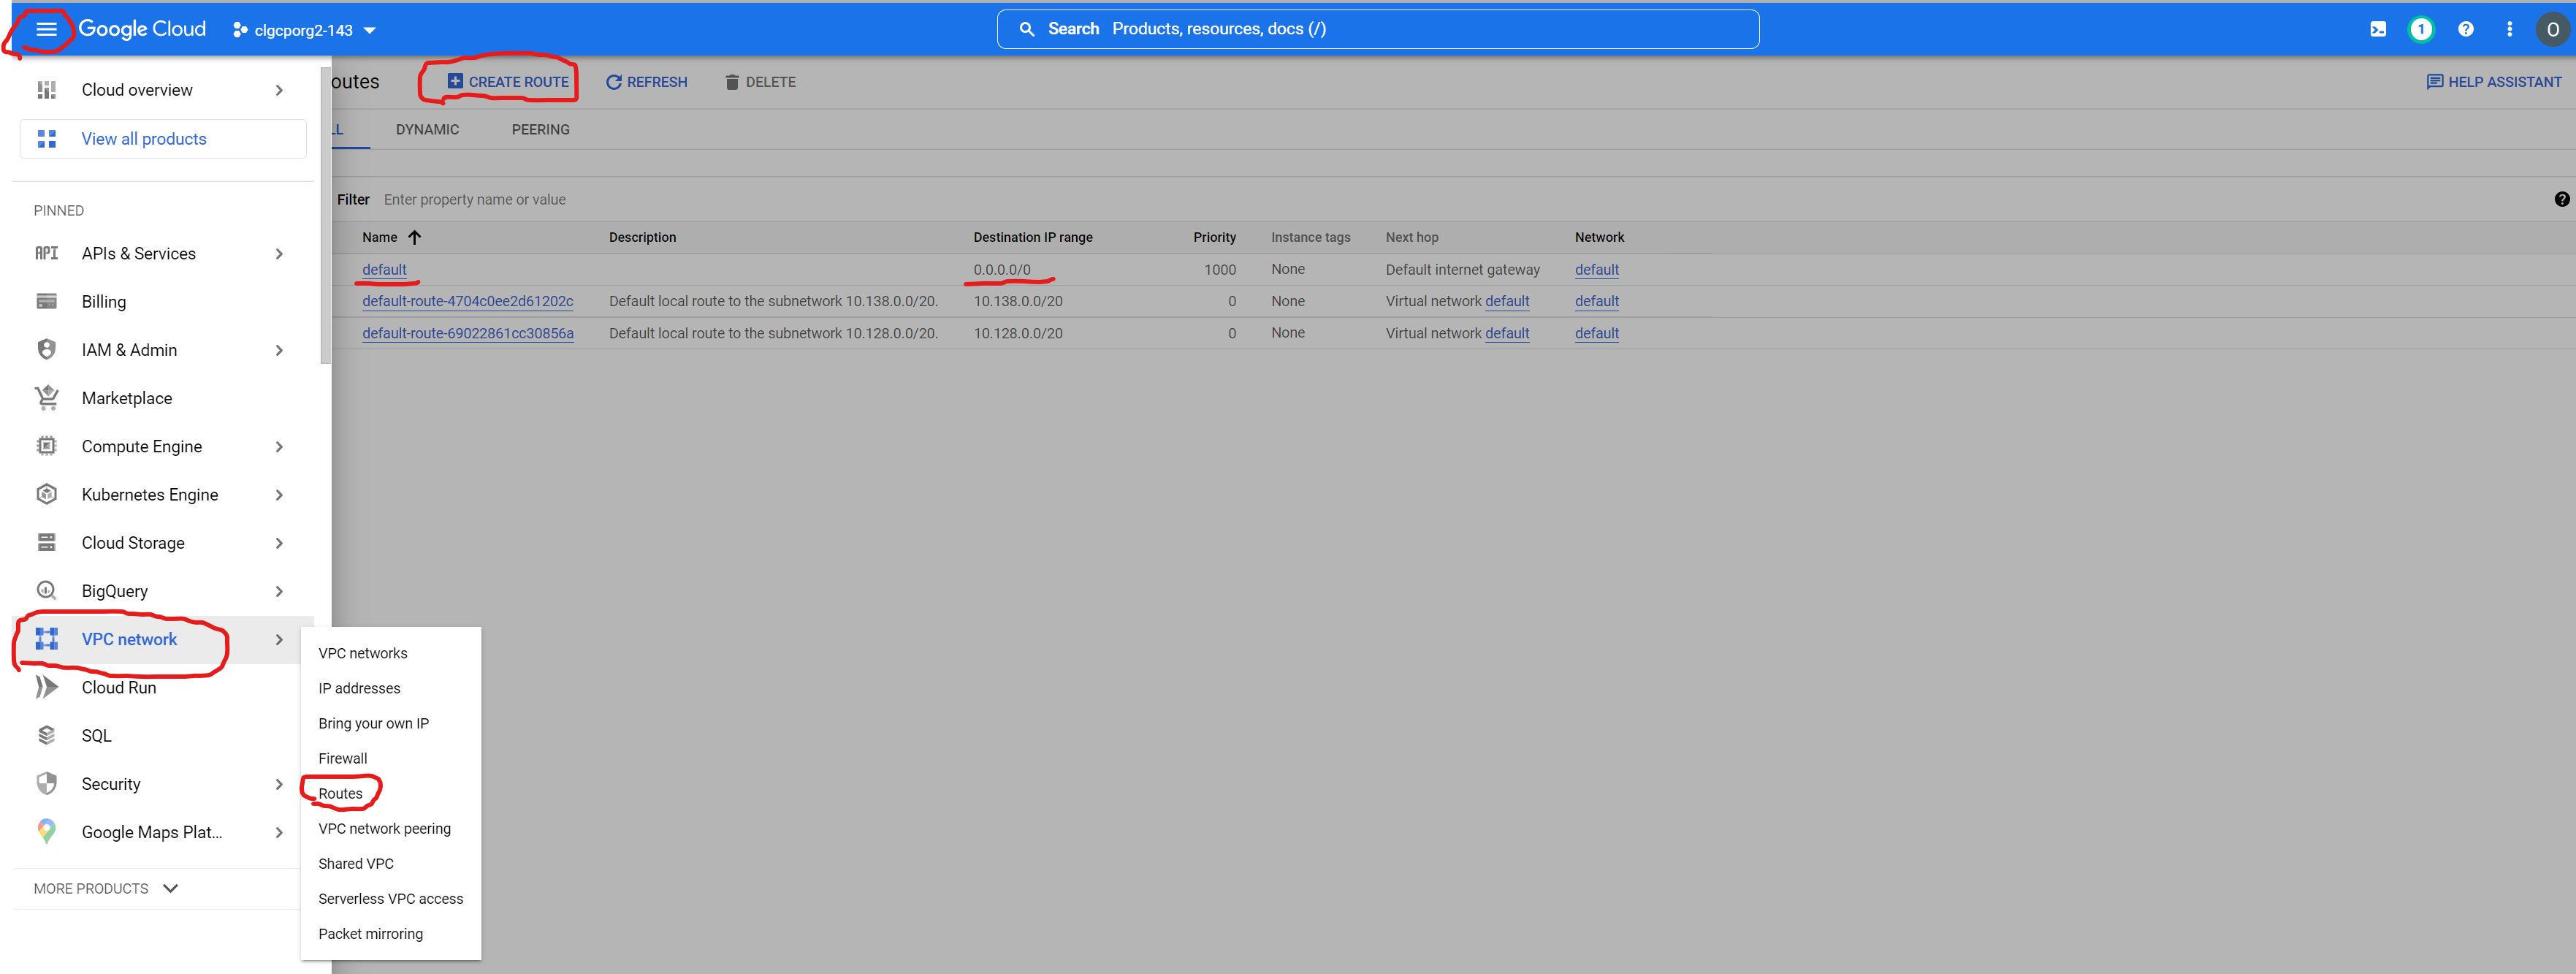 Google Cloud clgcporg2-143 Search Products, resources, docs (/) 1 O
Cloud overview
View all products
PINNED
API APIs & Services
Billing
IAM & Admin
Marketplace
Compute Engine
Kubernetes Engine
Cloud Storage
BigQuery
VPC network
Cloud Run
SQL
Security
Google Maps Plat...
MORE PRODUCTS
VPC networks
IP addresses
Bring your own IP
Firewall
Routes
VPC network peering
Shared VPC
Serverless VPC access
Packet mirroring
outes CREATE ROUTE REFRESH DELETE HELP ASSISTANT
LL DYNAMIC PEERING
Filter Enter property name or value
Name Description Destination IP range Priority Instance tags Next hop Network
default 0.0.0.0/0 1000 None Default internet gateway default
default-route-4704c0ee2d61202c Default local route to the subnetwork 10.138.0.0/20. 10.138.0.0/20 0 None Virtual network default default
default-route-69022861cc30856a Default local route to the subnetwork 10.128.0.0/20. 10.128.0.0/20 0 None Virtual network default default